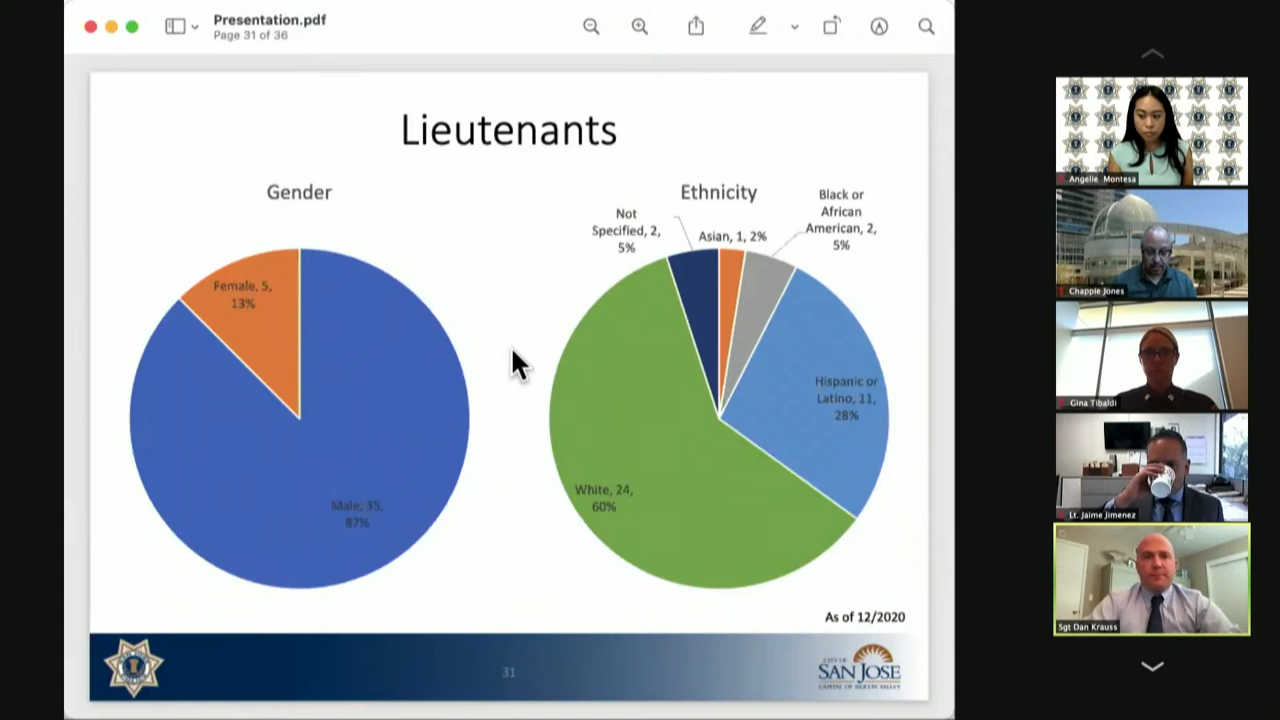 Presentation.pdf
Page 31 of 36
Lieutenants
Gender
Female, 5,
13%
Male, 35,
87%
Ethnicity
Not
Specified, 2,
5%
Asian, 1, 2%
Black or
African
American, 2,
5%
Hispanic or
Latino, 11,
28%
White, 24,
60%
As of 12/2020
31
CITY OF
SAN JOSE
CAPITAL OF SILICON VALLEY
Angelie Montesa
Chappie Jones
Gina Tibaldi
Lt. Jaime Jimenez
Sgt Dan Krauss